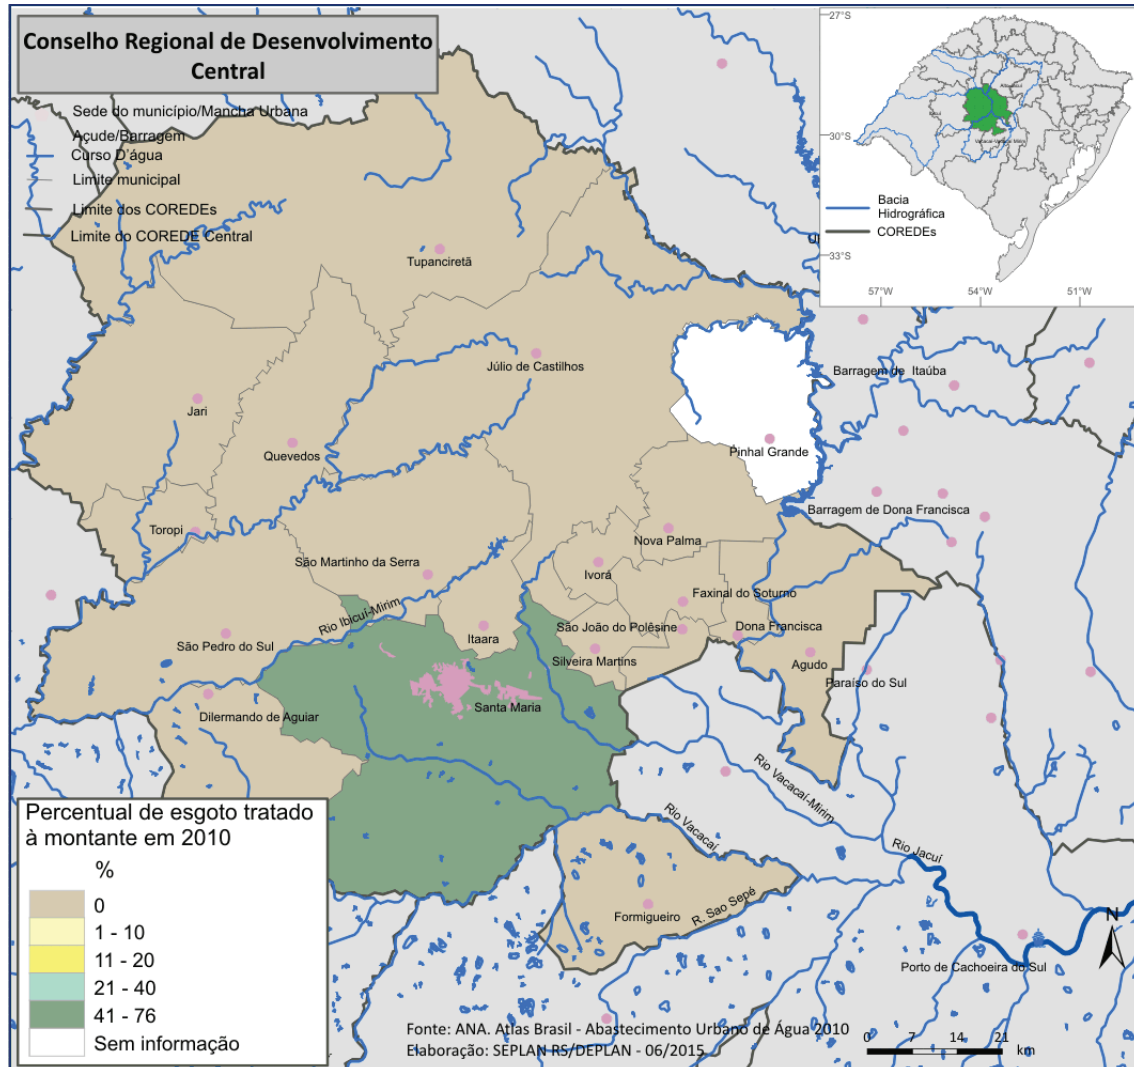 Conselho Regional de Desenvolvimento
Central
Sede do município/Mancha Urbana
Açude/Barragem
Curso D'água
Limite municipal
Limite dos COREDEs
Limite do COREDE Central
27°S
30°S
33°S
57°W
54°W
51°W
Bacia
Hidrográfica
COREDEs
Tupanciretã
Júlio de Castilhos
Jari
Quevedos
Pinhal Grande
Barragem de Itaúba
Barragem de Dona Francisca
Toropi
Nova Palma
São Martinho da Serra
Ivorá
Rio Ibicuí-Mirim
Faxinal do Soturno
São João do Polêsine
Dona Francisca
Itaara
São Pedro do Sul
Silveira Martins
Agudo
Paraíso do Sul
Santa Maria
Dilermando de Aguiar
Rio Vacacaí-Mirim
Rio Vacacaí
Rio Jacuí
R. Sao Sepé
Formigueiro
Porto de Cachoeira do Sul
N
Percentual de esgoto tratado
à montante em 2010
%
0
1 - 10
11 - 20
21 - 40
41 - 76
Sem informação
Fonte: ANA. Atlas Brasil - Abastecimento Urbano de Água 2010
Elaboração: SEPLAN RS/DEPLAN - 06/2015
0 7 14 21
km